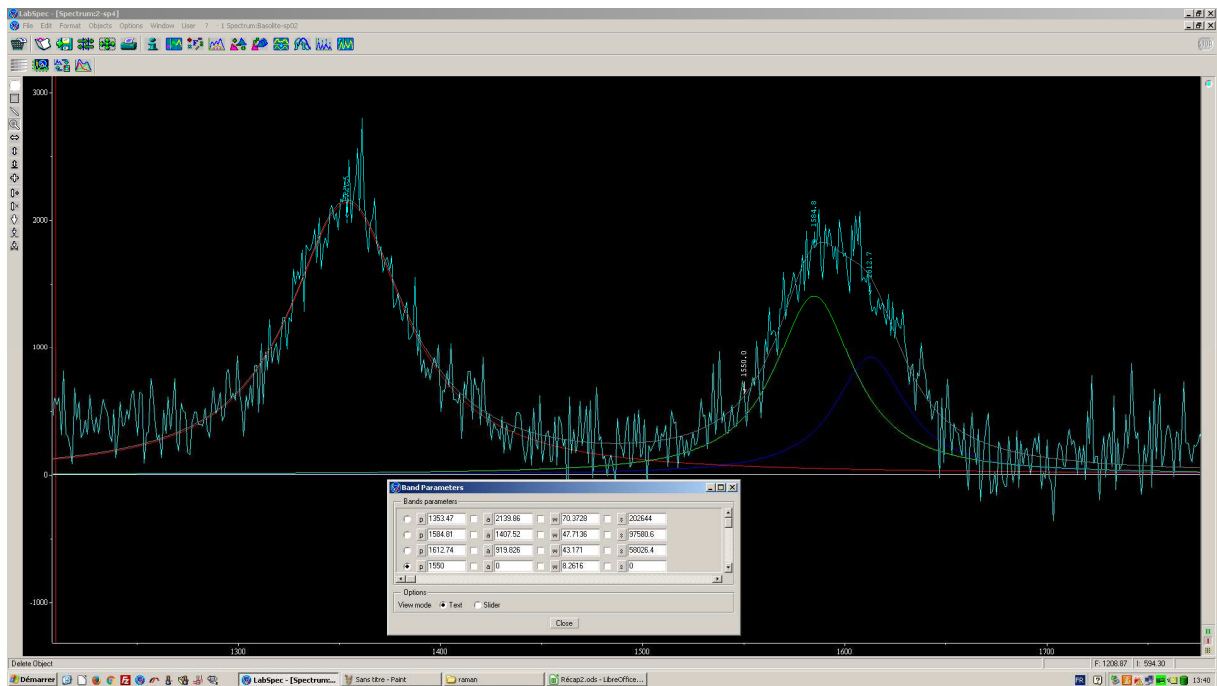 LabSpec - [Spectrum:2-sp4]
File Edit Format Objects Options Window User ? - 1 Spectrum:Basolite-sp02
3000
2000
1000
0
-1000
1584.8
1612.7
1550.0
Band Parameters
Bands parameters
p 1353.47 a 2139.86 w 70.3728 s 202644
p 1584.81 a 1407.52 w 47.7136 s 97580.6
p 1612.74 a 919.826 w 43.171 s 58026.4
p 1550 a 0 w 8.2616 s 0
Options
View mode Text Slider
Close
1300 1400 1500 1600 1700
Delete Object F: 1208.87 I: 594.30
Démarrer LabSpec - [Spectrum:... Sans titre - Paint raman Récap2.ods - LibreOffice... FR 13:40